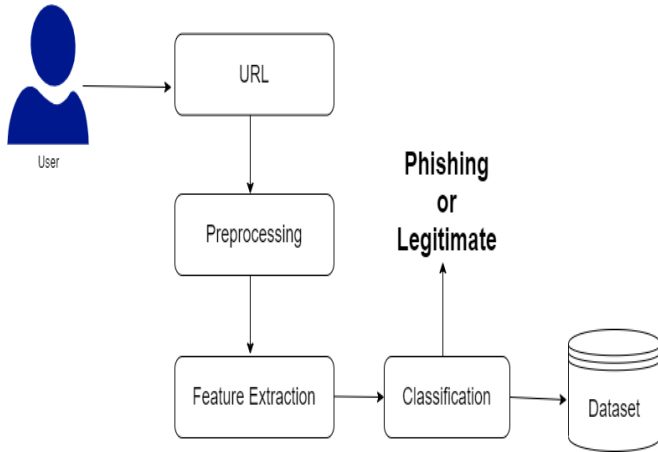 URL
User
Phishing
or
Legitimate
Preprocessing
Feature Extraction
Classification
Dataset